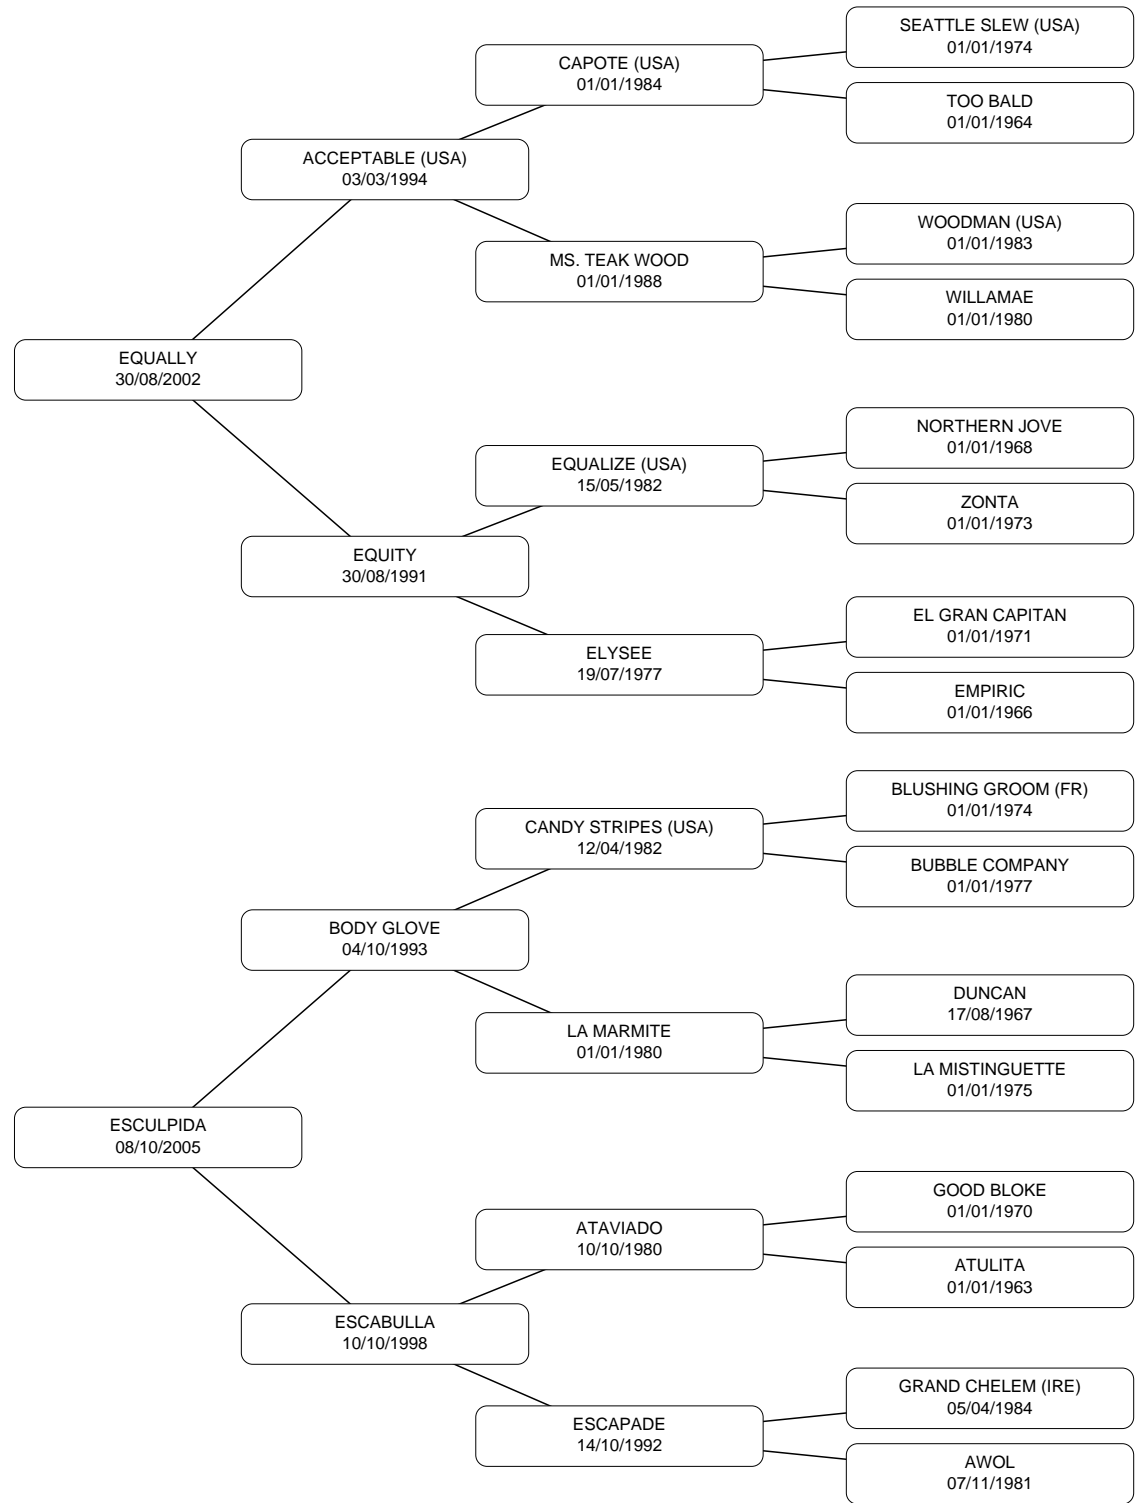 SEATTLE SLEW (USA)
01/01/1974
CAPOTE (USA)
01/01/1984
TOO BALD
01/01/1964
ACCEPTABLE (USA)
03/03/1994
WOODMAN (USA)
01/01/1983
MS. TEAK WOOD
01/01/1988
WILLAMAE
01/01/1980
EQUALLY
30/08/2002
NORTHERN JOVE
01/01/1968
EQUALIZE (USA)
15/05/1982
ZONTA
01/01/1973
EQUITY
30/08/1991
EL GRAN CAPITAN
01/01/1971
ELYSEE
19/07/1977
EMPIRIC
01/01/1966
BLUSHING GROOM (FR)
01/01/1974
CANDY STRIPES (USA)
12/04/1982
BUBBLE COMPANY
01/01/1977
BODY GLOVE
04/10/1993
DUNCAN
17/08/1967
LA MARMITE
01/01/1980
LA MISTINGUETTE
01/01/1975
ESCULPIDA
08/10/2005
GOOD BLOKE
01/01/1970
ATAVIADO
10/10/1980
ATULITA
01/01/1963
ESCABULLA
10/10/1998
GRAND CHELEM (IRE)
05/04/1984
ESCAPADE
14/10/1992
AWOL
07/11/1981